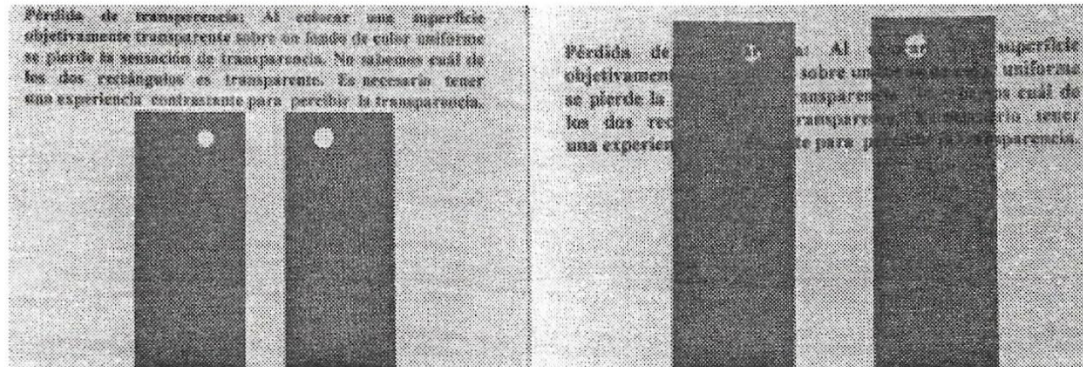 Pérdida de transparencia: Al colocar una superficie
objetivamente transparente sobre un fondo de color uniforme
se pierde la sensación de transparencia. No sabemos cuál de
los dos rectángulos es transparente. Es necesario tener
una experiencia contrastante para percibir la transparencia.
Pérdida de a: Al superficie
objetivament sobre un uniforme
se pierde la ansparen cuál de
los dos rec ransparent tener
una experien te para ansparencia.